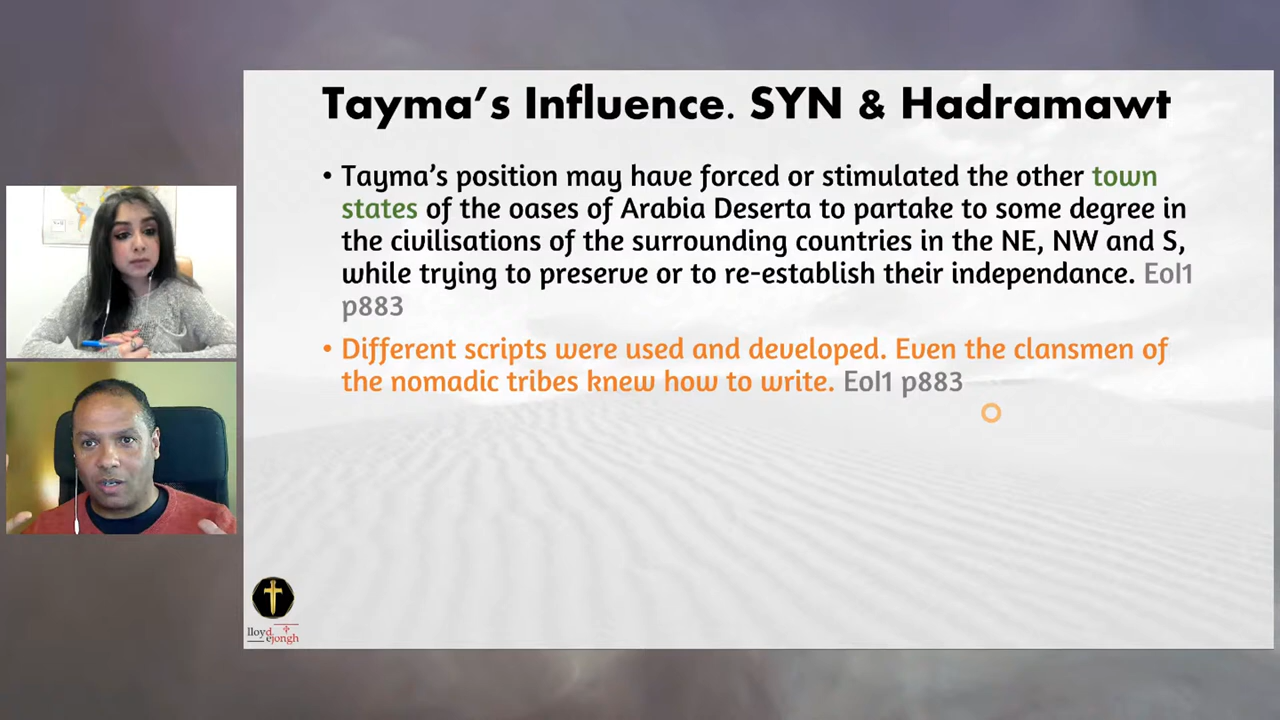 Tayma's Influence. SYN & Hadramawt
• Tayma's position may have forced or stimulated the other town
states of the oases of Arabia Deserta to partake to some degree in
the civilisations of the surrounding countries in the NE, NW and S,
while trying to preserve or to re-establish their independance. EoI1
p883
• Different scripts were used and developed. Even the clansmen of
the nomadic tribes knew how to write. EoI1 p883
lloyd
ejongh